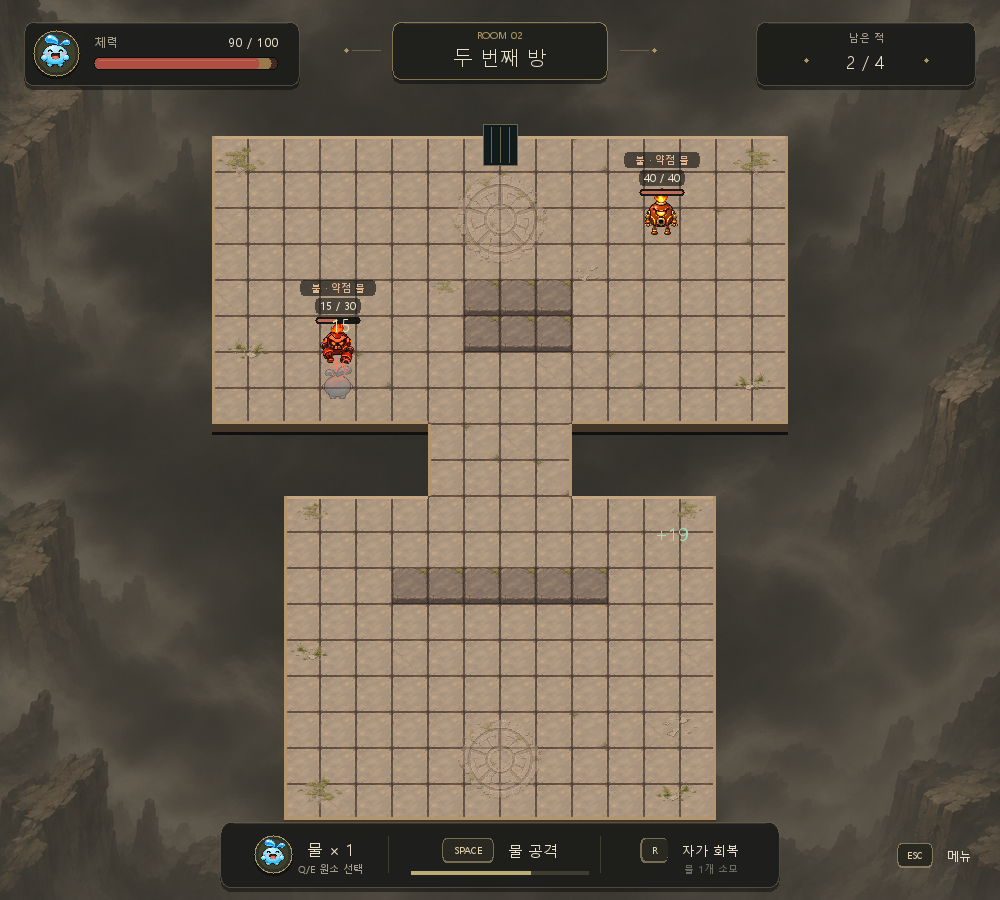 체력
90 / 100
ROOM 02
두 번째 방
남은 적
2 / 4
불 · 약점 물
40 / 40
불 · 약점 물
15 / 30
15
+19
물 × 1
Q/E 원소 선택
SPACE
물 공격
R
자가 회복
물 1개 소모
ESC
메뉴